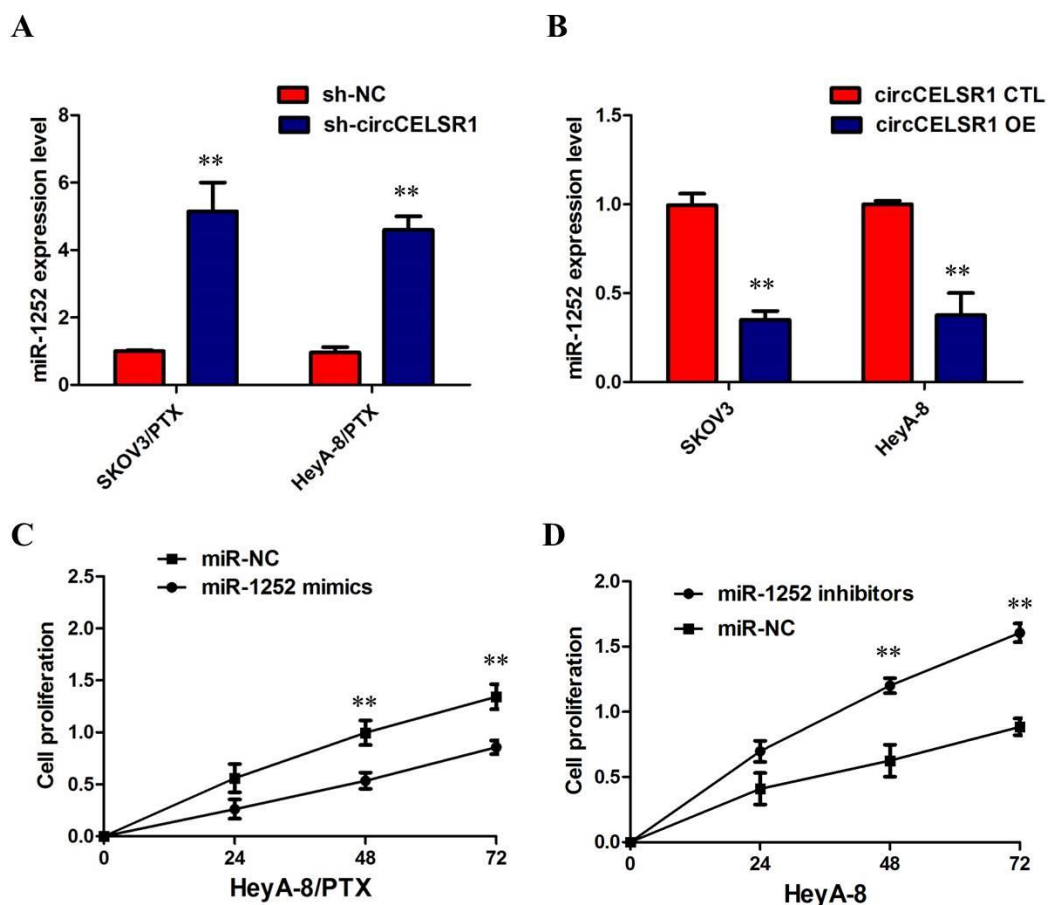 A
sh-NC
sh-circCELSR1
miR-1252 expression level
8
6
4
2
0
**
**
SKOV3/PTX
HeyA-8/PTX
B
circCELSR1 CTL
circCELSR1 OE
miR-1252 expression level
1.5
1.0
0.5
0.0
**
**
SKOV3
HeyA-8
C
miR-NC
miR-1252 mimics
Cell proliferation
2.5
2.0
1.5
1.0
0.5
0.0
**
**
0 24 48 72
HeyA-8/PTX
D
miR-1252 inhibitors
miR-NC
Cell proliferation
2.0
1.5
1.0
0.5
0.0
**
**
0 24 48 72
HeyA-8